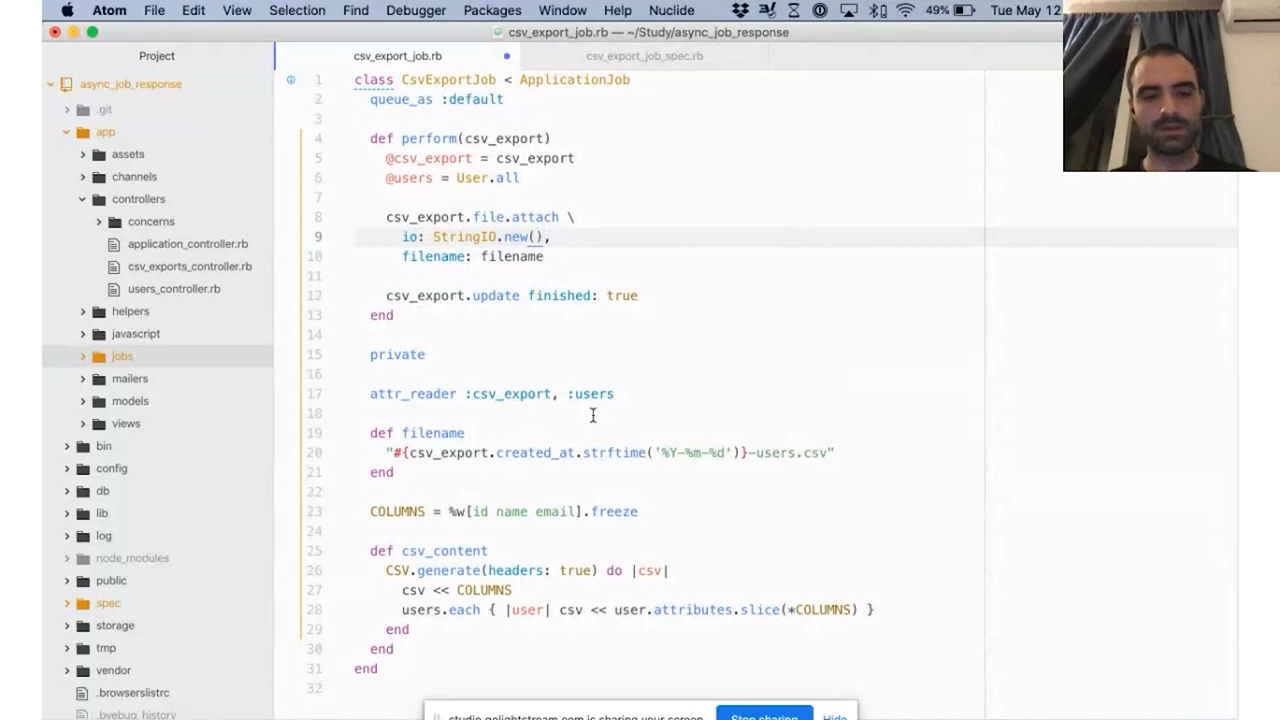 Atom File Edit View Selection Find Debugger Packages Window Help Nuclide 49% Tue May 12
csv_export_job.rb — ~/Study/async_job_response
Project
csv_export_job.rb
csv_export_job_spec.rb
async_job_response
.git
app
assets
channels
controllers
concerns
application_controller.rb
csv_exports_controller.rb
users_controller.rb
helpers
javascript
jobs
mailers
models
views
bin
config
db
lib
log
node_modules
public
spec
storage
tmp
vendor
.browserslistrc
.byebug_history
1 class CsvExportJob < ApplicationJob
2 queue_as :default
3
4 def perform(csv_export)
5 @csv_export = csv_export
6 @users = User.all
7
8 csv_export.file.attach \
9 io: StringIO.new(),
10 filename: filename
11
12 csv_export.update finished: true
13 end
14
15 private
16
17 attr_reader :csv_export, :users
18
19 def filename
20 "#{csv_export.created_at.strftime('%Y-%m-%d')}-users.csv"
21 end
22
23 COLUMNS = %w[id name email].freeze
24
25 def csv_content
26 CSV.generate(headers: true) do |csv|
27 csv << COLUMNS
28 users.each { |user| csv << user.attributes.slice(*COLUMNS) }
29 end
30 end
31 end
32
studio.golightstream.com is sharing your screen. Stop sharing Hide